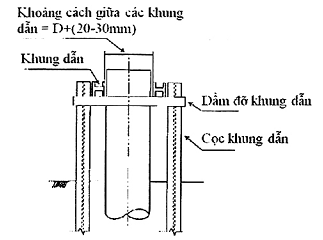 Khoảng cách giữa các khung
dẫn = D+(20-30mm)
Khung dẫn
Dầm đỡ khung dẫn
Cọc khung dẫn